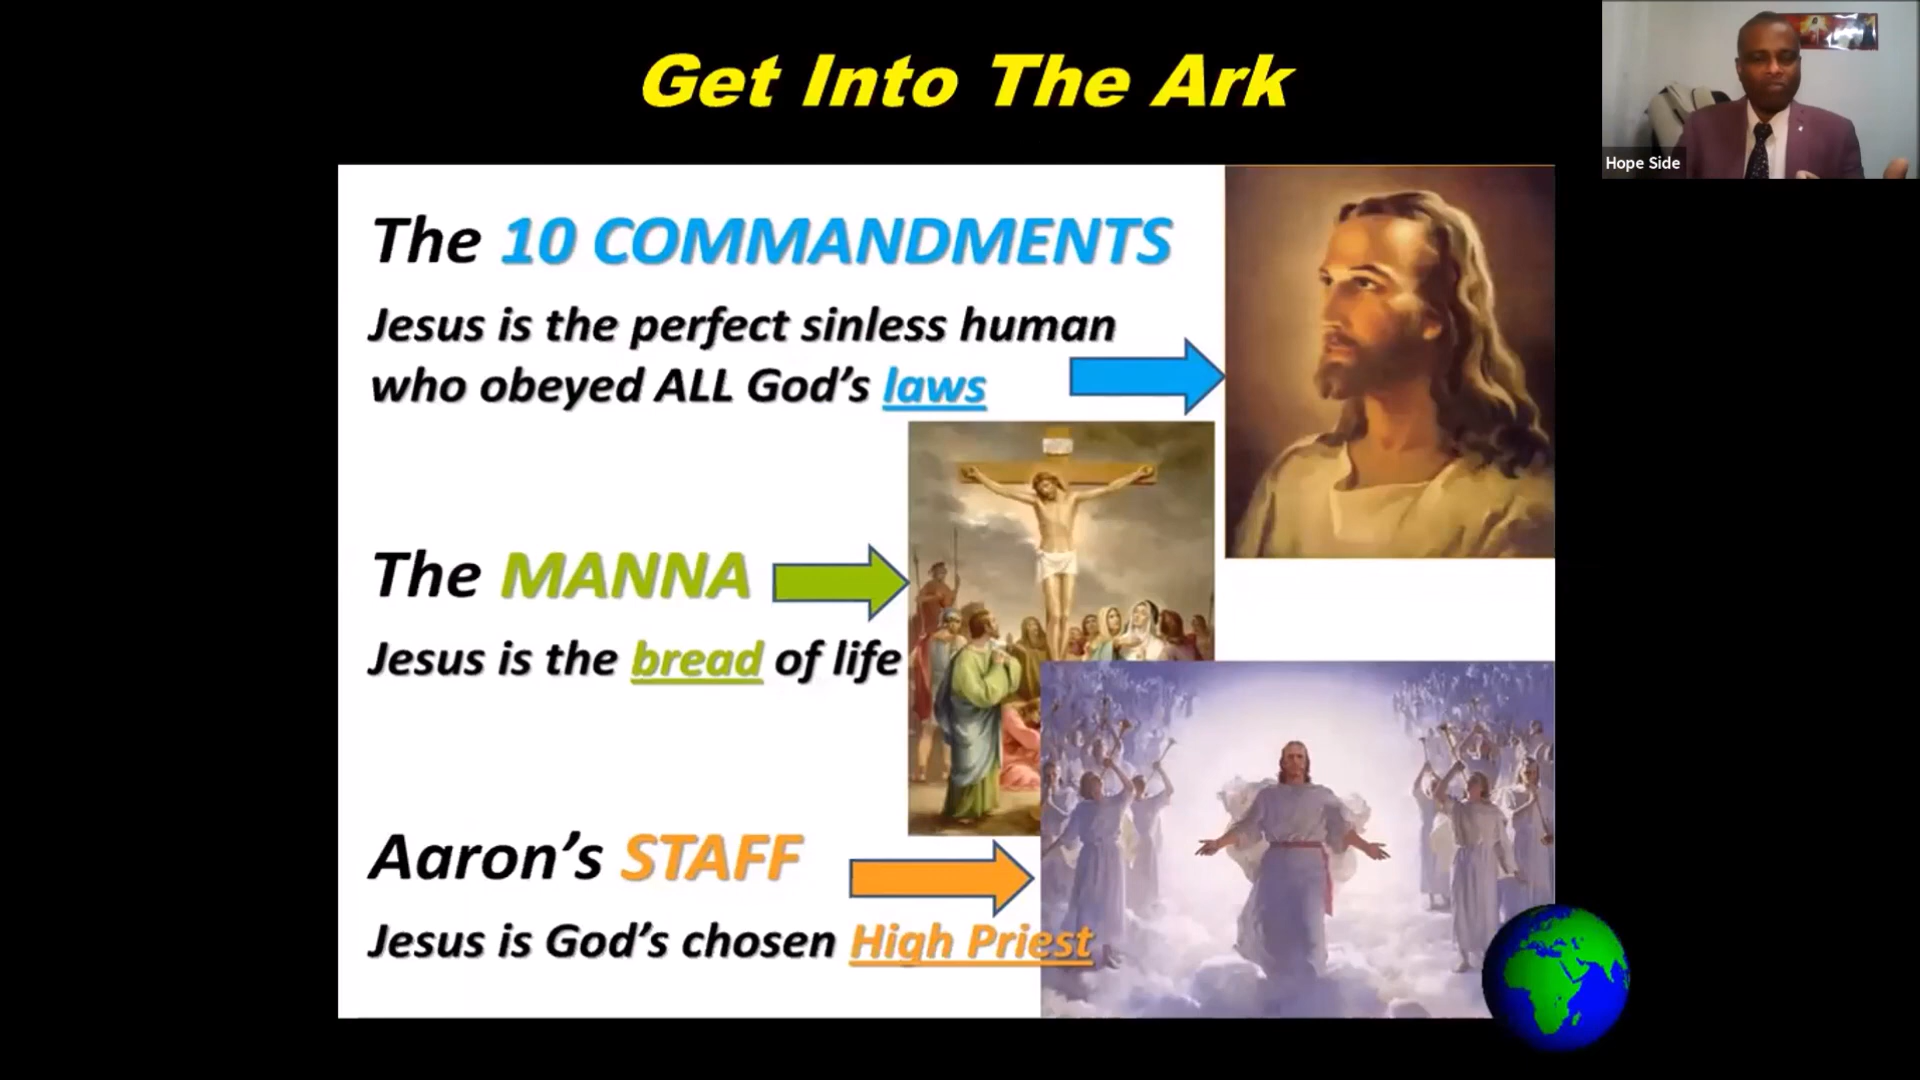 Get Into The Ark
Hope Side
The 10 COMMANDMENTS
Jesus is the perfect sinless human
who obeyed ALL God's laws
The MANNA
Jesus is the bread of life
Aaron's STAFF
Jesus is God's chosen High Priest